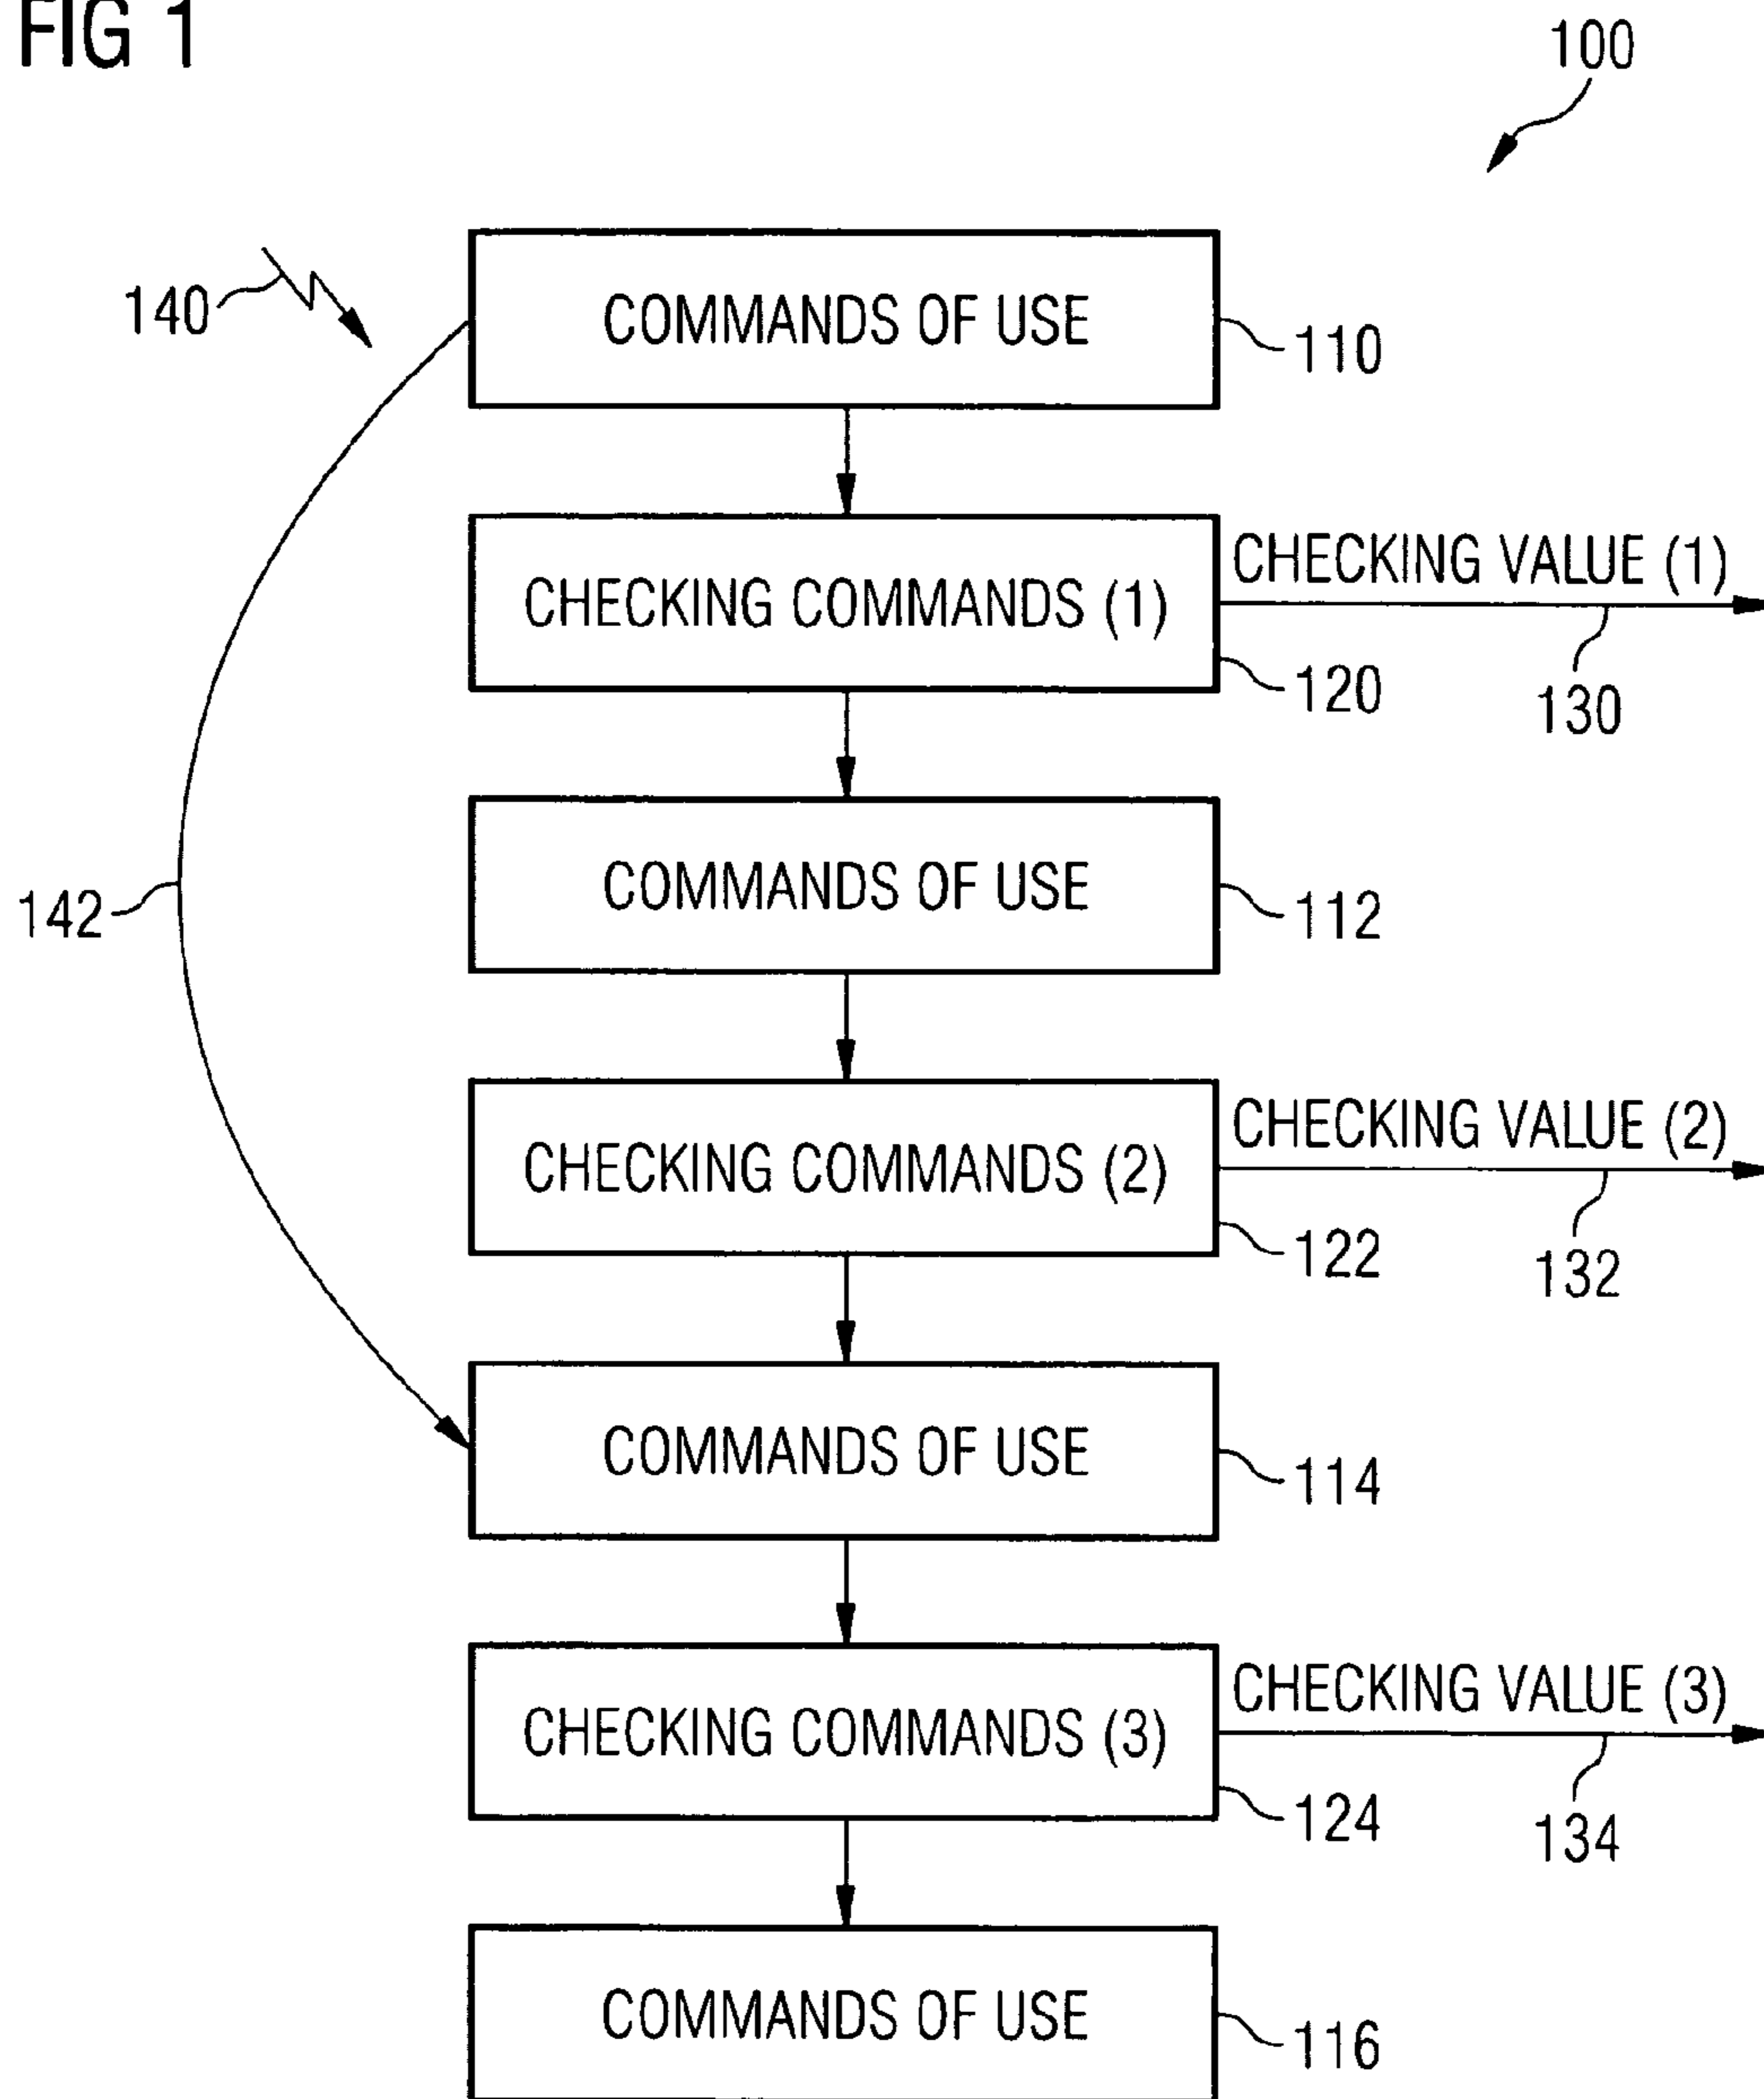 FIG 1
100
140
COMMANDS OF USE
110
CHECKING COMMANDS (1)
CHECKING VALUE (1)
120
130
COMMANDS OF USE
142
112
CHECKING COMMANDS (2)
CHECKING VALUE (2)
122
132
COMMANDS OF USE
114
CHECKING COMMANDS (3)
CHECKING VALUE (3)
124
134
COMMANDS OF USE
116